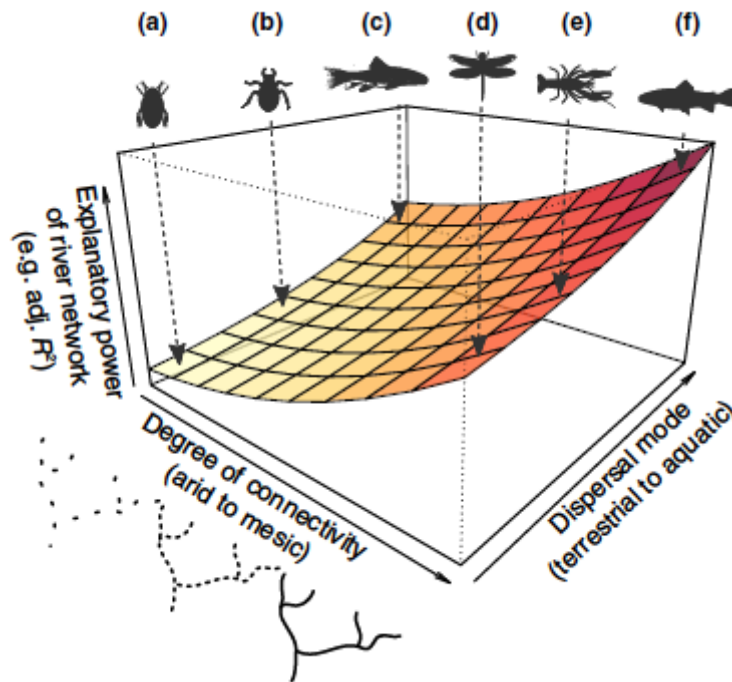 (a) (b) (c) (d) (e) (f)
Explanatory power
of river network
(e.g. adj. R²)
Degree of connectivity
(arid to mesic)
Dispersal mode
(terrestrial to aquatic)